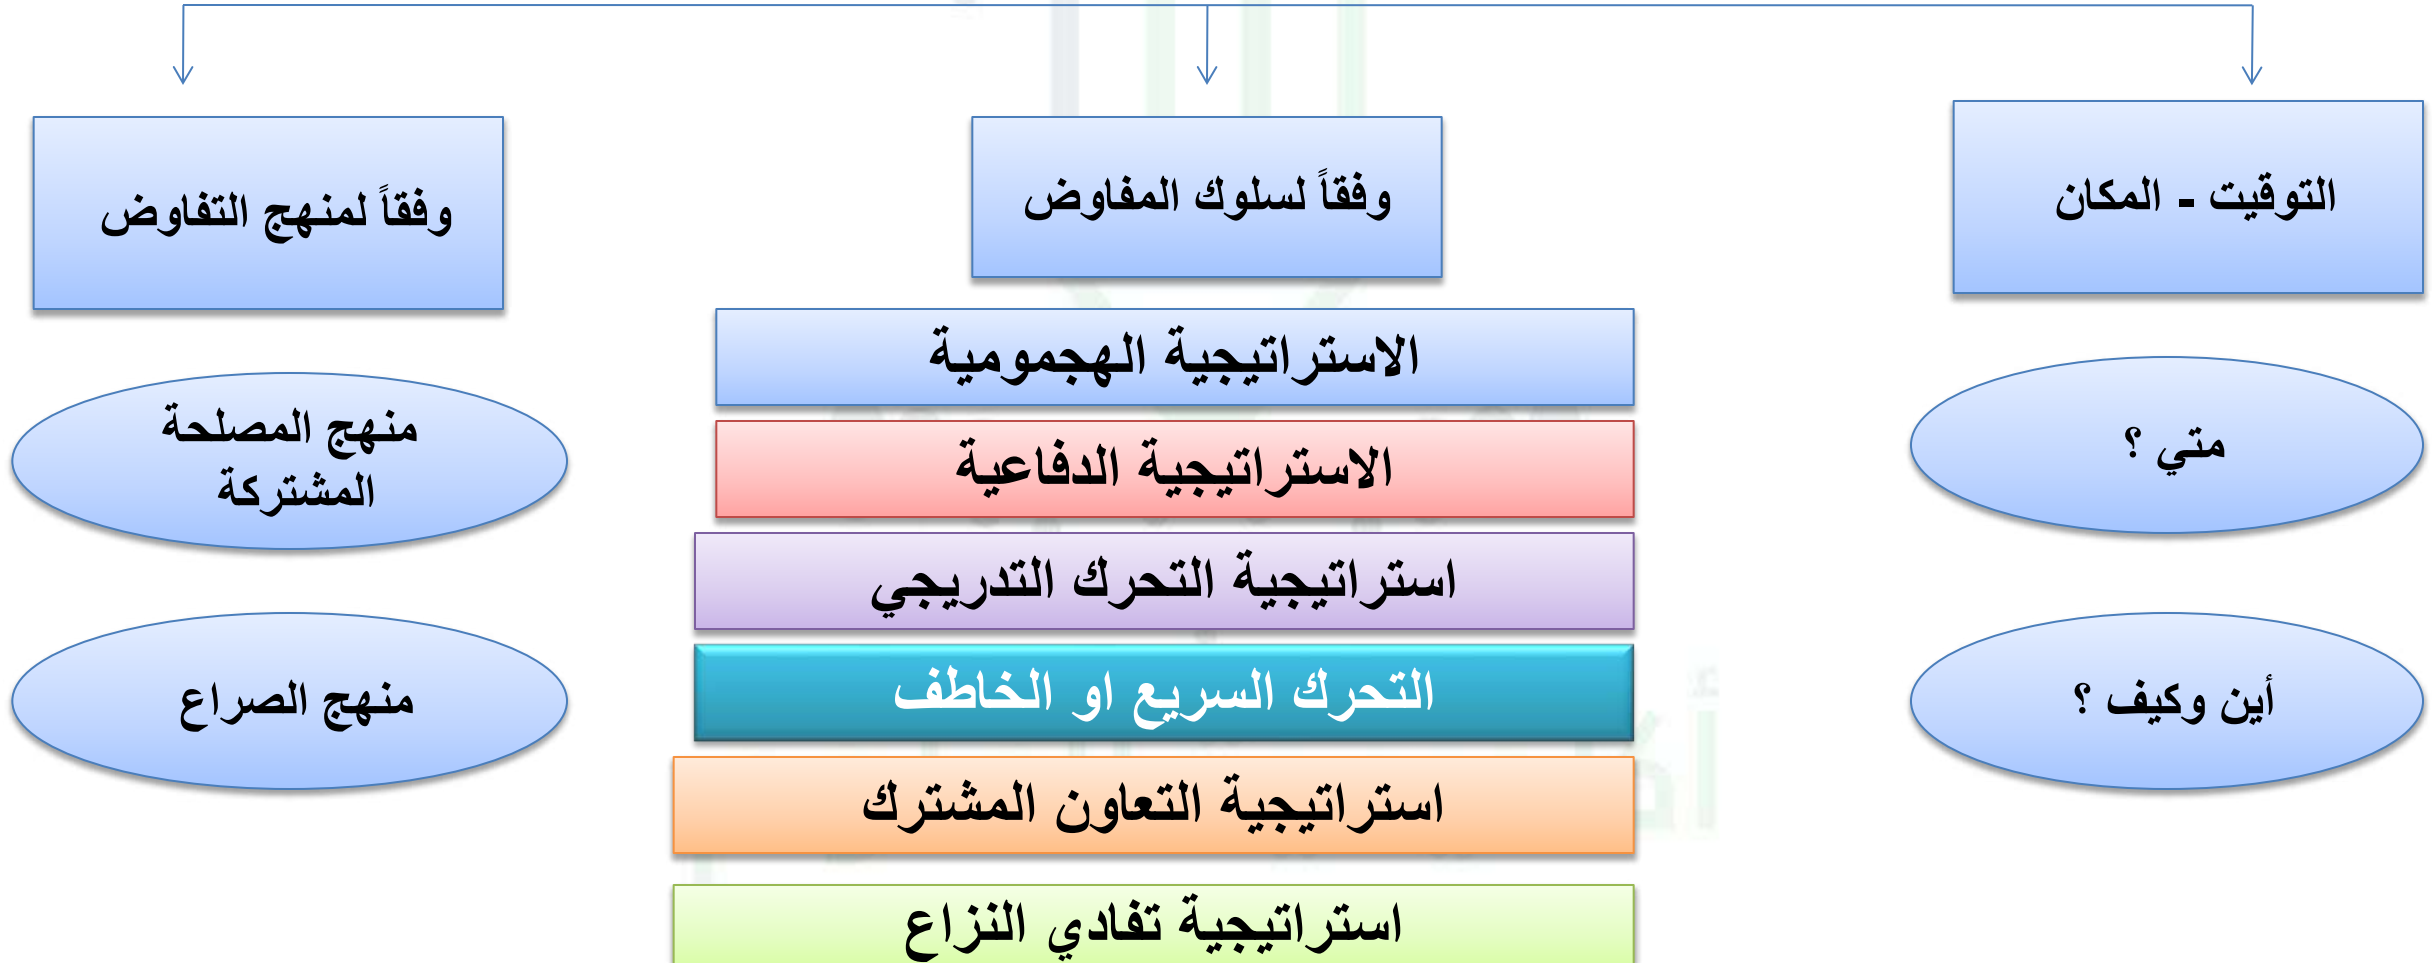 التوقيت - المكان
وفقاً لسلوك المفاوض
وفقاً لمنهج التفاوض
متي ؟
أين وكيف ؟
الاستراتيجية الهجمومية
الاستراتيجية الدفاعية
استراتيجية التحرك التدريجي
التحرك السريع او الخاطف
استراتيجية التعاون المشترك
استراتيجية تفادي النزاع
منهج المصلحة
المشتركة
منهج الصراع